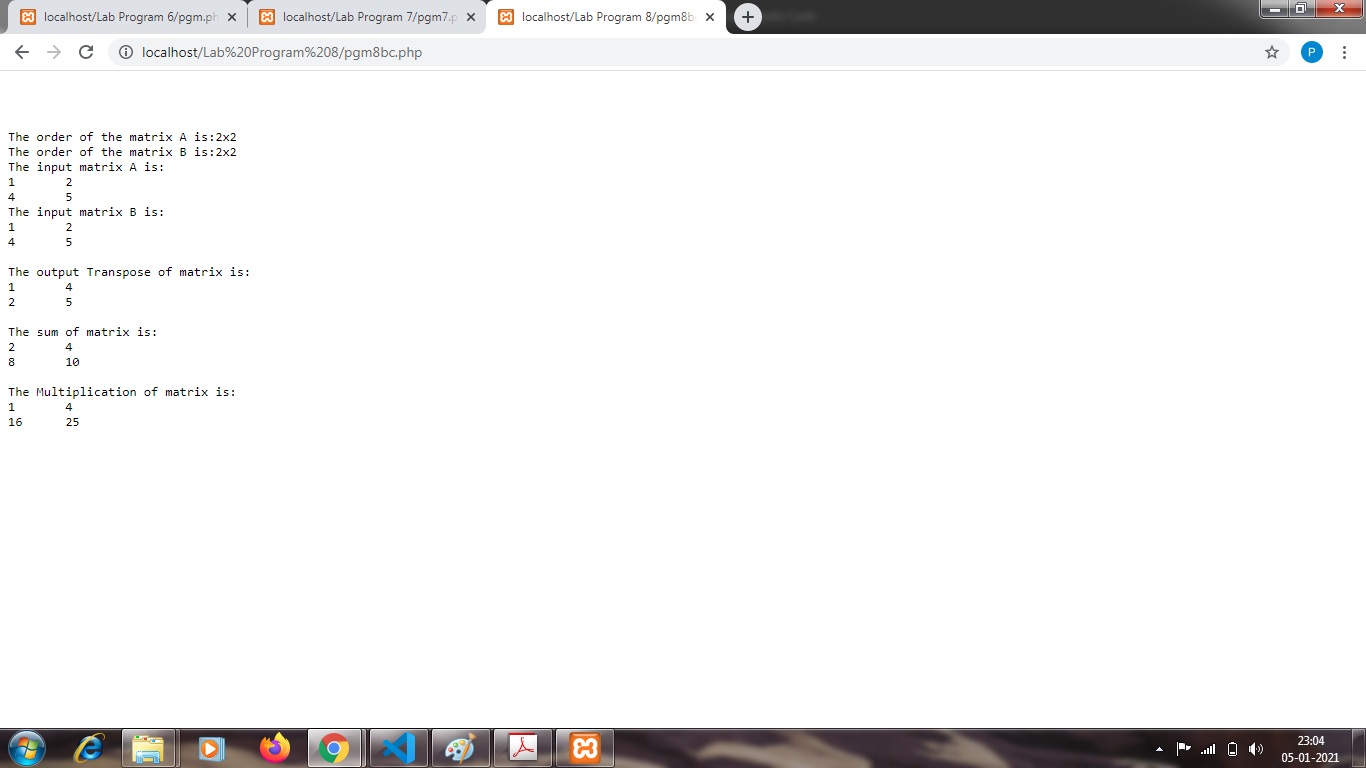 localhost/Lab Program 6/pgm.ph
localhost/Lab Program 7/pgm7.p
localhost/Lab Program 8/pgm8b
localhost/Lab%20Program%208/pgm8bc.php
P
The order of the matrix A is:2x2
The order of the matrix B is:2x2
The input matrix A is:
1 2
4 5
The input matrix B is:
1 2
4 5
The output Transpose of matrix is:
1 4
2 5
The sum of matrix is:
2 4
8 10
The Multiplication of matrix is:
1 4
16 25
23:04
05-01-2021